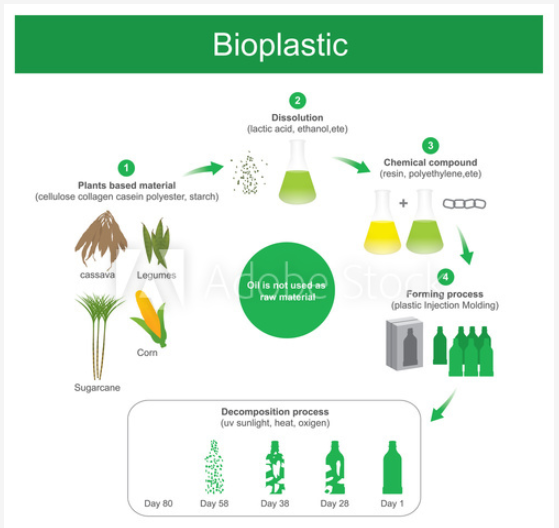 Bioplastic
1
Plants based material
(cellulose collagen casein polyester, starch)
cassava
Legumes
Sugarcane
Corn
2
Dissolution
(lactic acid, ethanol,ete)
3
Chemical compound
(resin, polyethylene,ete)
+
4
Forming process
(plastic Injection Molding)
Oil is not used as
raw material
Adobe Stock
Decomposition process
(uv sunlight, heat, oxigen)
Day 80
Day 58
Day 38
Day 28
Day 1